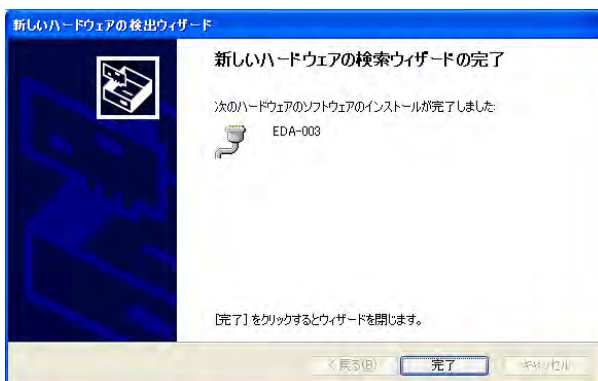 新しいハードウェアの検出ウィザード
新しいハードウェアの検索ウィザードの完了
次のハードウェアのソフトウェアのインストールが完了しました:
EDA-003
[完了] をクリックするとウィザードを閉じます。
< 戻る(B)
完了
キャンセル